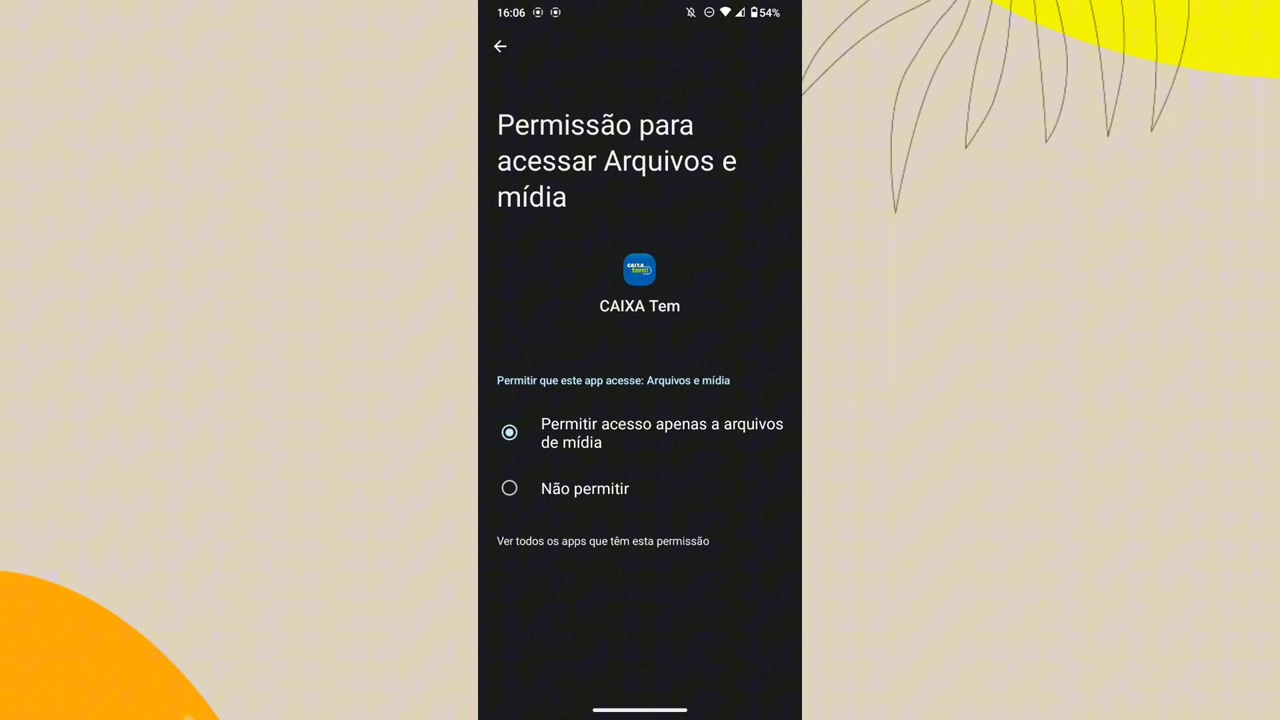 16:06
54%
Permissão para
acessar Arquivos e
mídia
CAIXA
tem
CAIXA Tem
Permitir que este app acesse: Arquivos e mídia
Permitir acesso apenas a arquivos
de mídia
Não permitir
Ver todos os apps que têm esta permissão